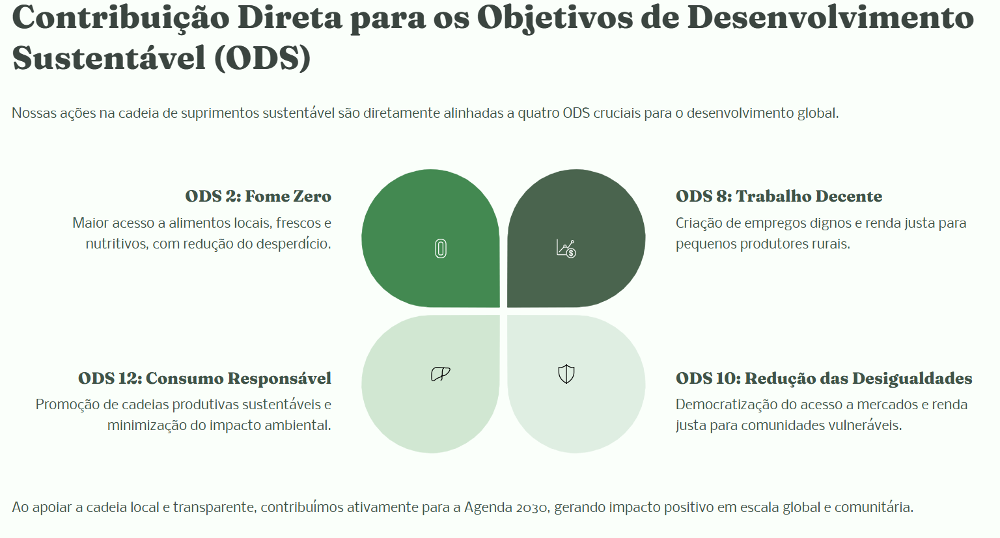 Contribuição Direta para os Objetivos de Desenvolvimento
Sustentável (ODS)
Nossas ações na cadeia de suprimentos sustentável são diretamente alinhadas a quatro ODS cruciais para o desenvolvimento global.
ODS 2: Fome Zero
Maior acesso a alimentos locais, frescos e
nutritivos, com redução do desperdício.
ODS 8: Trabalho Decente
Criação de empregos dignos e renda justa para
pequenos produtores rurais.
ODS 12: Consumo Responsável
Promoção de cadeias produtivas sustentáveis e
minimização do impacto ambiental.
ODS 10: Redução das Desigualdades
Democratização do acesso a mercados e renda
justa para comunidades vulneráveis.
Ao apoiar a cadeia local e transparente, contribuímos ativamente para a Agenda 2030, gerando impacto positivo em escala global e comunitária.